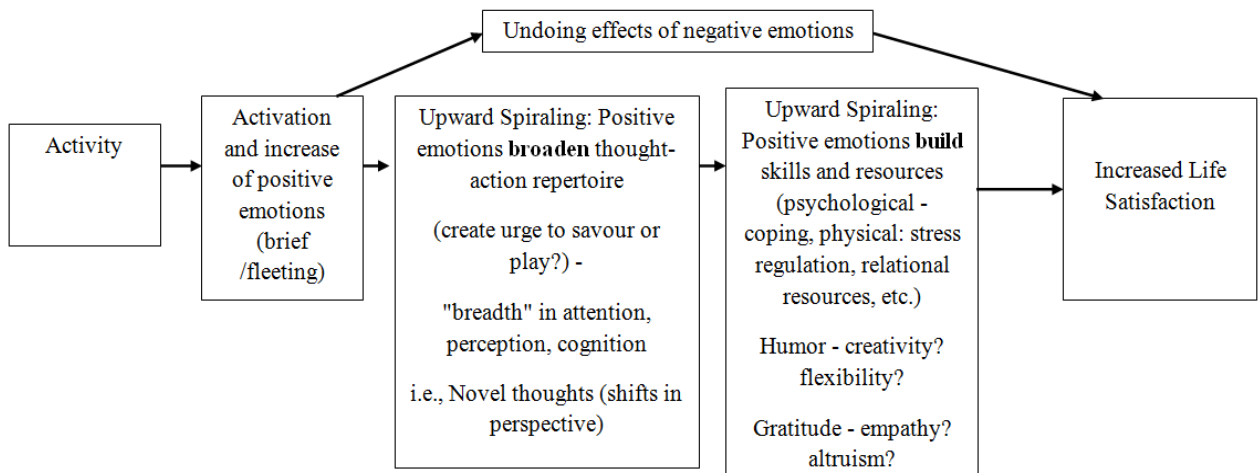 Undoing effects of negative emotions
Activity
Activation
and increase
of positive
emotions
(brief
/fleeting)
Upward Spiraling: Positive
emotions broaden thought-
action repertoire
(create urge to savour or
play?) -
"breadth" in attention,
perception, cognition
i.e., Novel thoughts (shifts in
perspective)
Upward Spiraling:
Positive emotions build
skills and resources
(psychological -
coping, physical: stress
regulation, relational
resources, etc.)
Humor - creativity?
flexibility?
Gratitude - empathy?
altruism?
Increased Life
Satisfaction